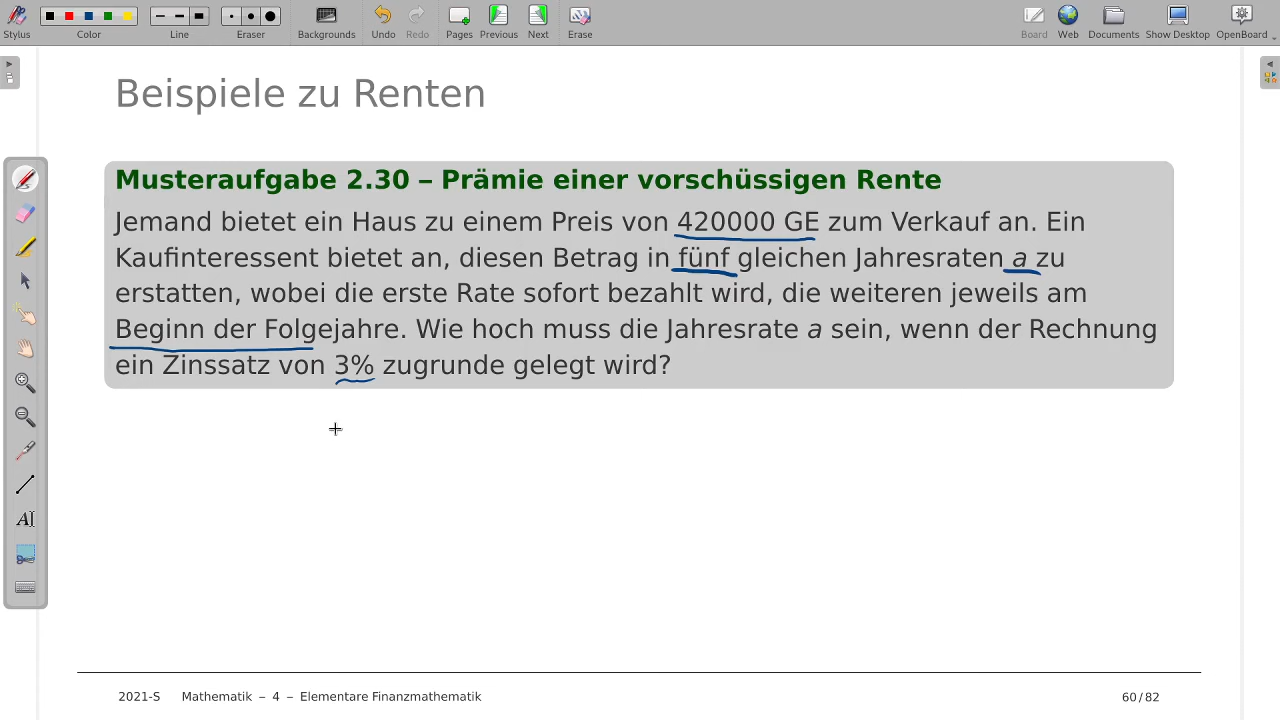 Stylus Color Line Eraser Backgrounds Undo Redo Pages Previous Next Erase Board Web Documents Show Desktop OpenBoard
Beispiele zu Renten
Musteraufgabe 2.30 – Prämie einer vorschüssigen Rente
Jemand bietet ein Haus zu einem Preis von 420000 GE zum Verkauf an. Ein
Kaufinteressent bietet an, diesen Betrag in fünf gleichen Jahresraten a zu
erstatten, wobei die erste Rate sofort bezahlt wird, die weiteren jeweils am
Beginn der Folgejahre. Wie hoch muss die Jahresrate a sein, wenn der Rechnung
ein Zinssatz von 3% zugrunde gelegt wird?
AI
2021-S Mathematik – 4 – Elementare Finanzmathematik 60/82